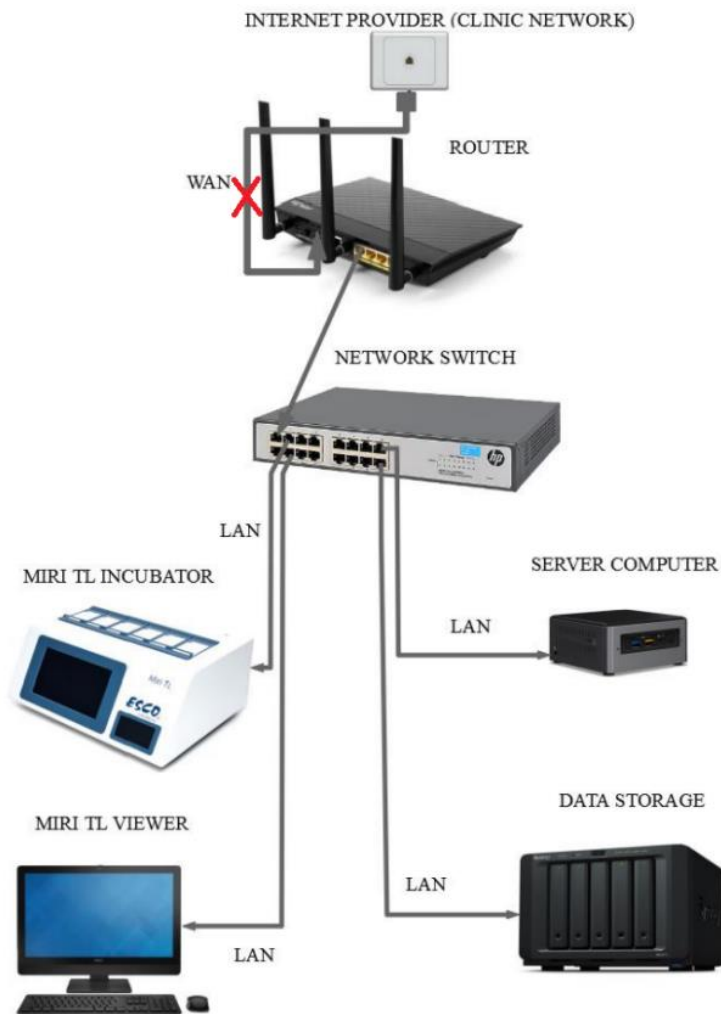 INTERNET PROVIDER (CLINIC NETWORK)
ROUTER
WAN
NETWORK SWITCH
hp
LAN
MIRI TL INCUBATOR
SERVER COMPUTER
LAN
Miri TL
ESCO
DATA STORAGE
MIRI TL VIEWER
LAN
LAN